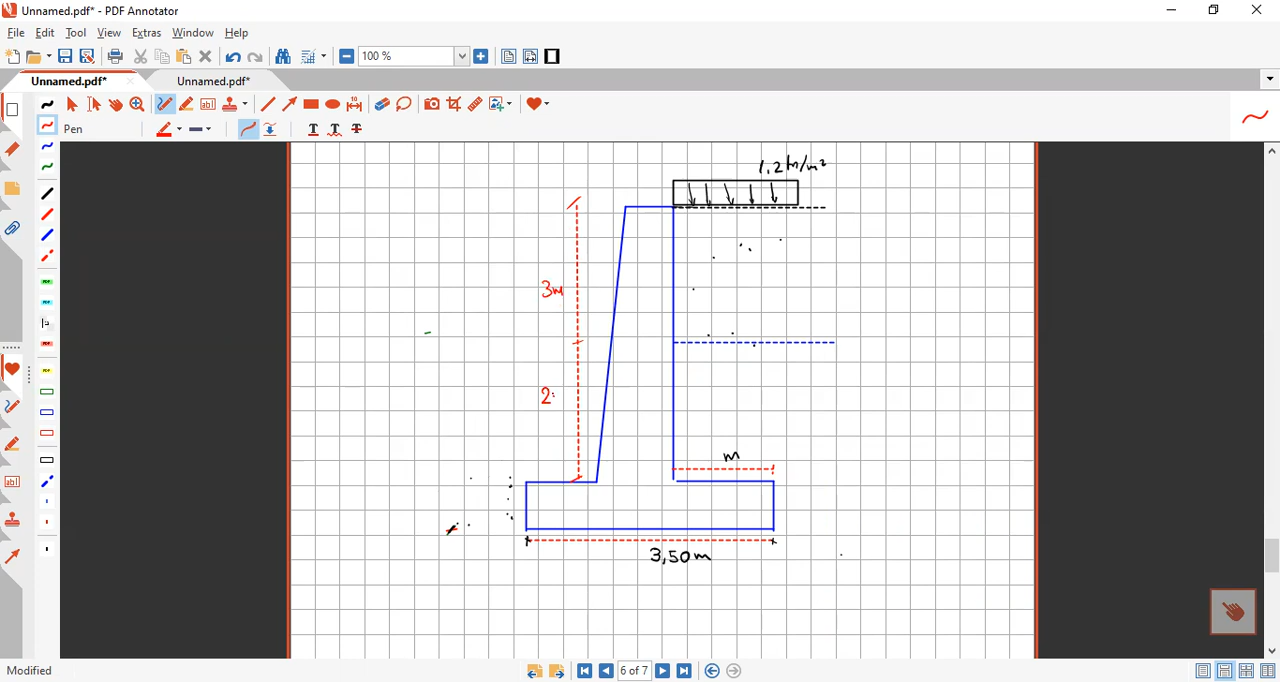 Unnamed.pdf* - PDF Annotator
File Edit Tool View Extras Window Help
100 %
Unnamed.pdf* Unnamed.pdf*
Pen
1.2 /m²
3m
2
m
3,50m
6 of 7
Modified